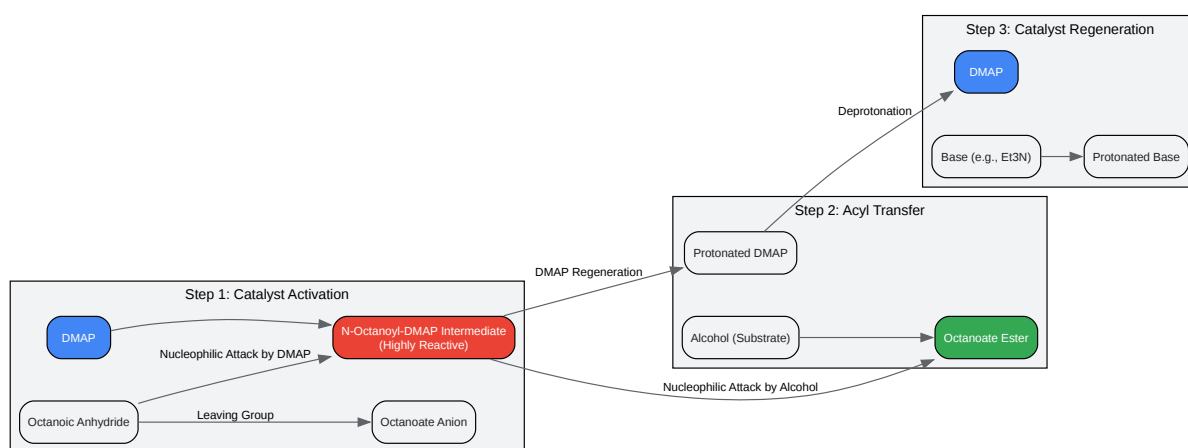 Step 3: Catalyst Regeneration
DMAP
Deprotonation
Base (e.g., Et3N)
Protonated Base
Step 2: Acyl Transfer
Protonated DMAP
DMAP Regeneration
Step 1: Catalyst Activation
DMAP
N-Octanoyl-DMAP Intermediate
(Highly Reactive)
Alcohol (Substrate)
Octanoate Ester
Nucleophilic Attack by DMAP
Nucleophilic Attack by Alcohol
Octanoic Anhydride
Leaving Group
Octanoate Anion